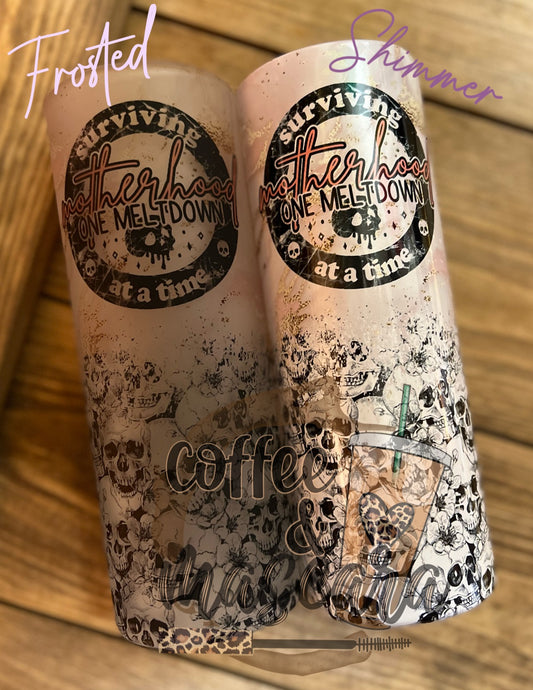 Frosted
Shimmer
surviving
motherhood
ONE MELTDOWN
at a time
surviving
motherhood
ONE MELTDOWN
at a time
coffee
&
mascara